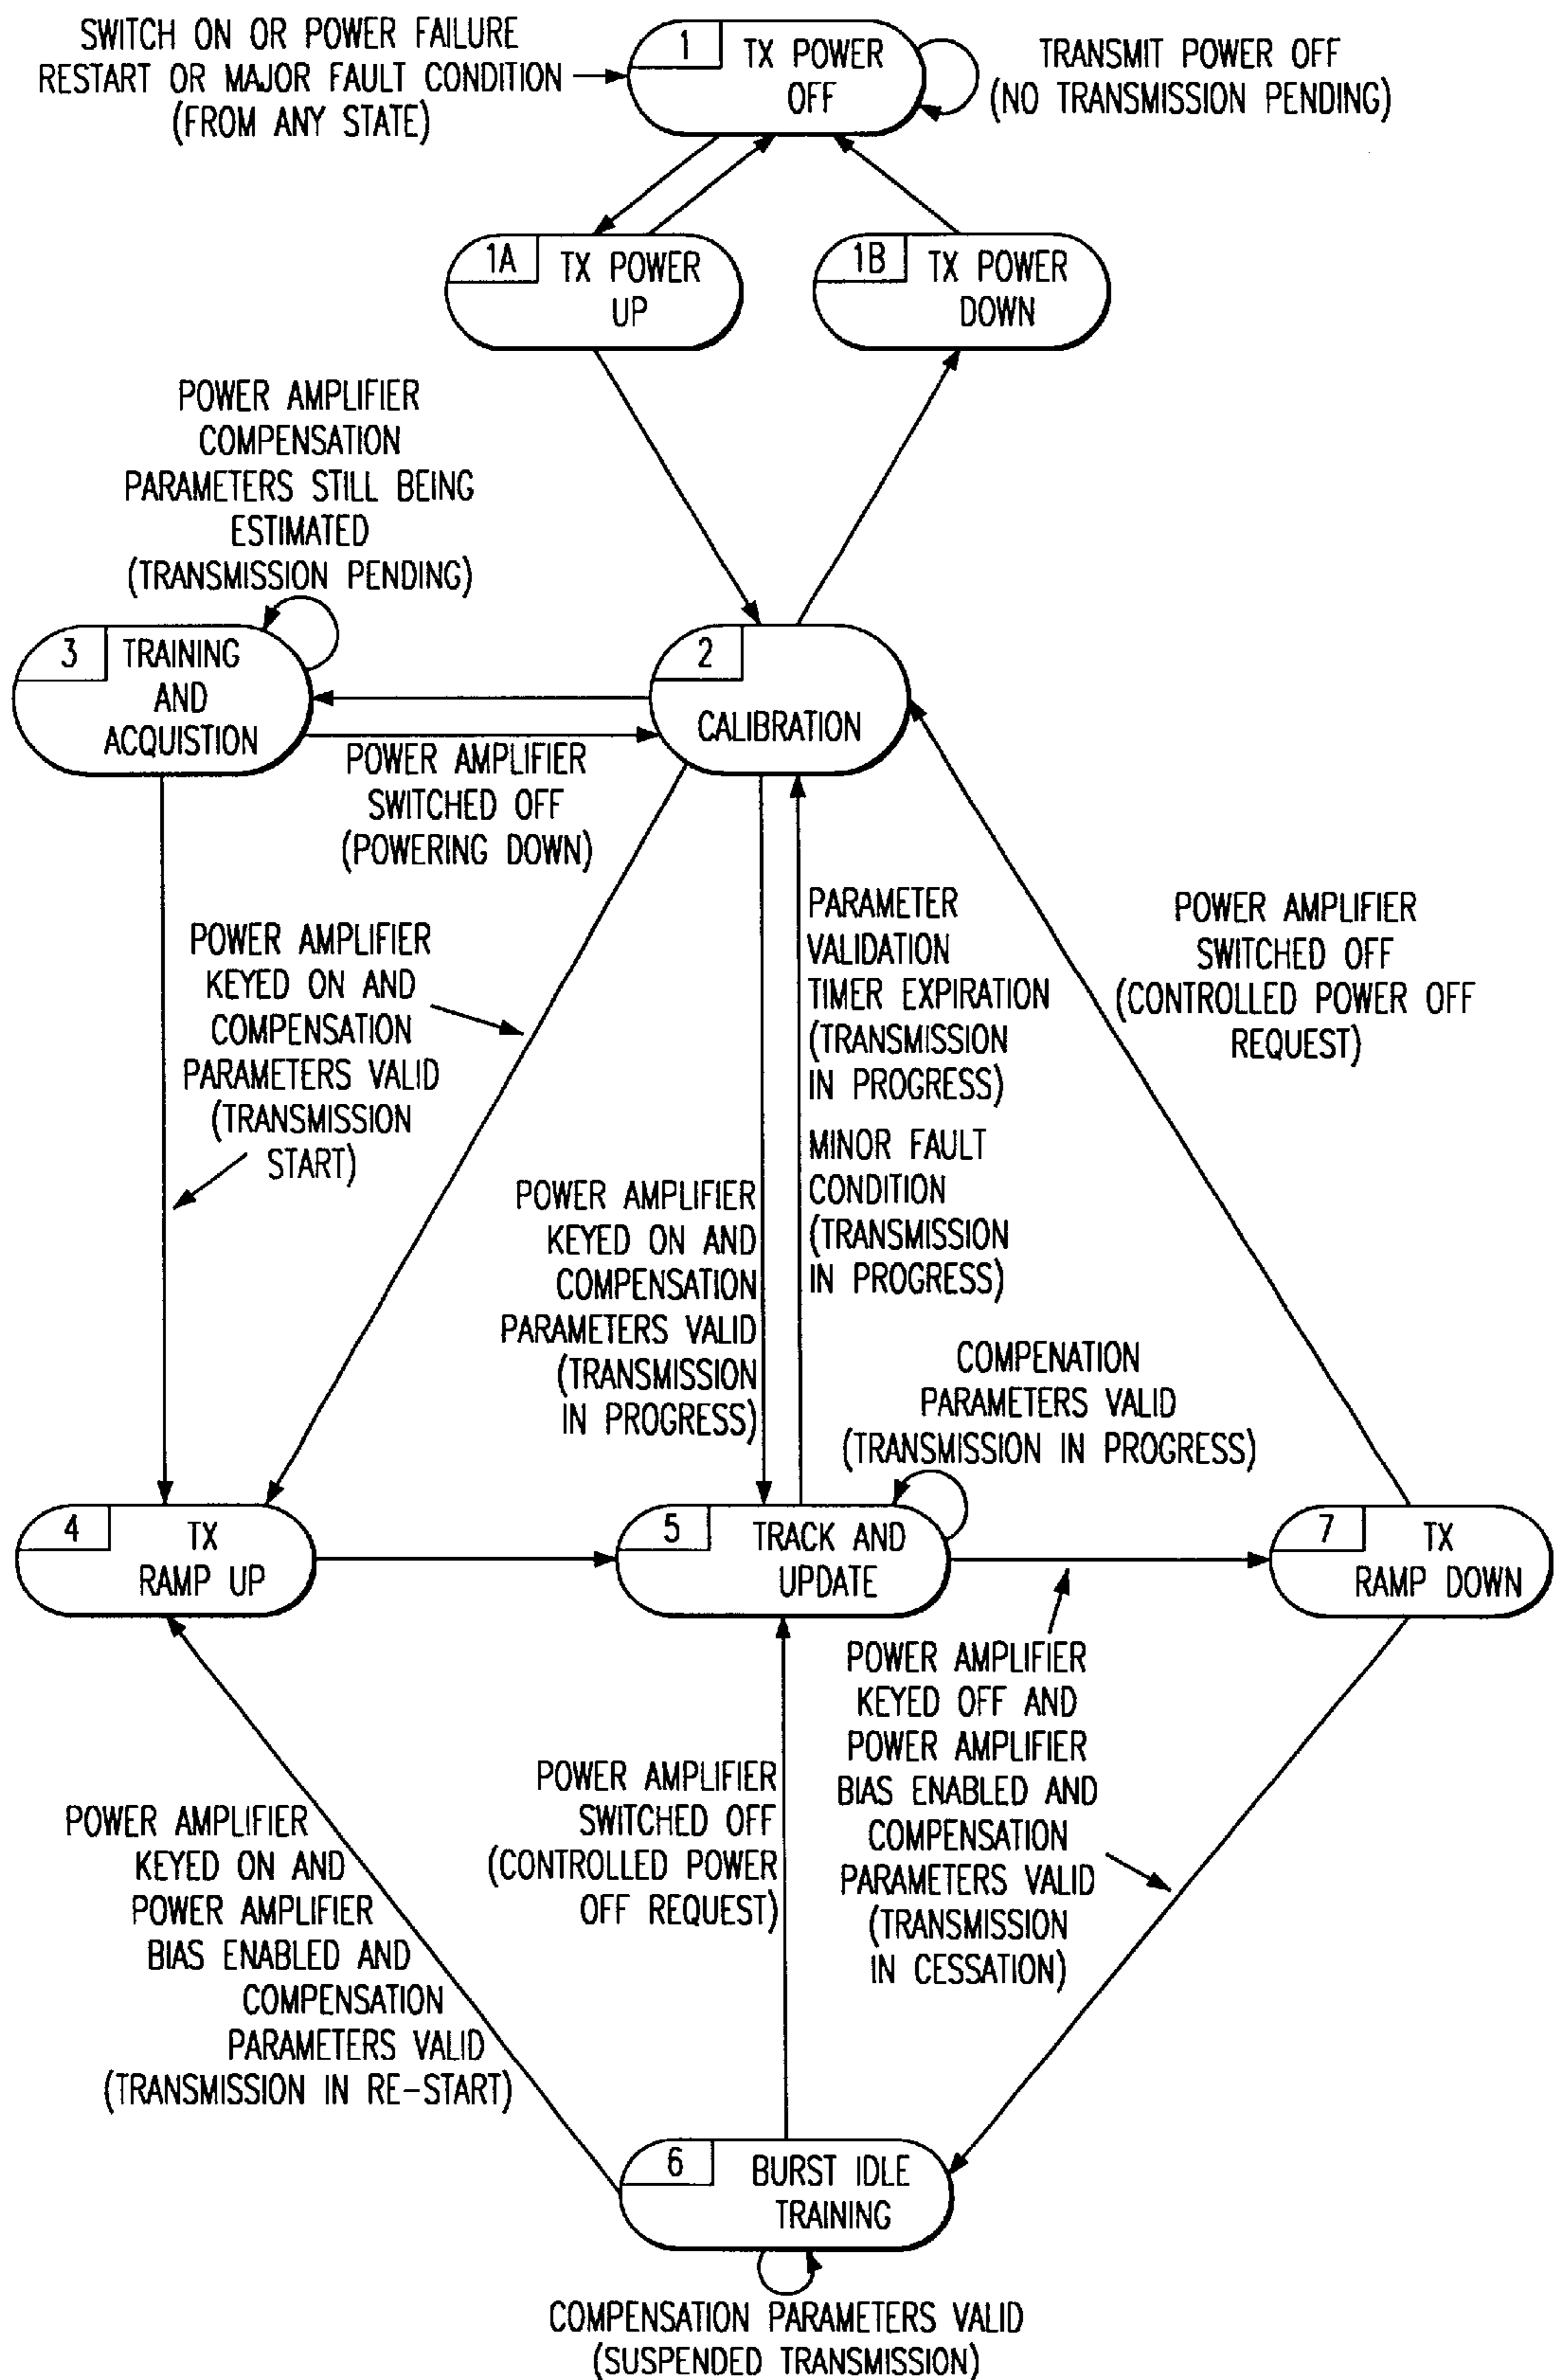 SWITCH ON OR POWER FAILURE
RESTART OR MAJOR FAULT CONDITION
(FROM ANY STATE)
1
TX POWER
OFF
TRANSMIT POWER OFF
(NO TRANSMISSION PENDING)
1A
TX POWER
UP
1B
TX POWER
DOWN
POWER AMPLIFIER
COMPENSATION
PARAMETERS STILL BEING
ESTIMATED
(TRANSMISSION PENDING)
3
TRAINING
AND
ACQUISTION
2
CALIBRATION
POWER AMPLIFIER
SWITCHED OFF
(POWERING DOWN)
POWER AMPLIFIER
KEYED ON AND
COMPENSATION
PARAMETERS VALID
(TRANSMISSION
START)
PARAMETER
VALIDATION
TIMER EXPIRATION
(TRANSMISSION
IN PROGRESS)
MINOR FAULT
CONDITION
(TRANSMISSION
IN PROGRESS)
POWER AMPLIFIER
SWITCHED OFF
(CONTROLLED POWER OFF
REQUEST)
POWER AMPLIFIER
KEYED ON AND
COMPENSATION
PARAMETERS VALID
(TRANSMISSION
IN PROGRESS)
COMPENATION
PARAMETERS VALID
(TRANSMISSION IN PROGRESS)
4
TX
RAMP UP
5
TRACK AND
UPDATE
7
TX
RAMP DOWN
POWER AMPLIFIER
KEYED ON AND
POWER AMPLIFIER
BIAS ENABLED AND
COMPENSATION
PARAMETERS VALID
(TRANSMISSION IN RE-START)
POWER AMPLIFIER
SWITCHED OFF
(CONTROLLED POWER
OFF REQUEST)
POWER AMPLIFIER
KEYED OFF AND
POWER AMPLIFIER
BIAS ENABLED AND
COMPENSATION
PARAMETERS VALID
(TRANSMISSION
IN CESSATION)
6
BURST IDLE
TRAINING
COMPENSATION PARAMETERS VALID
(SUSPENDED TRANSMISSION)